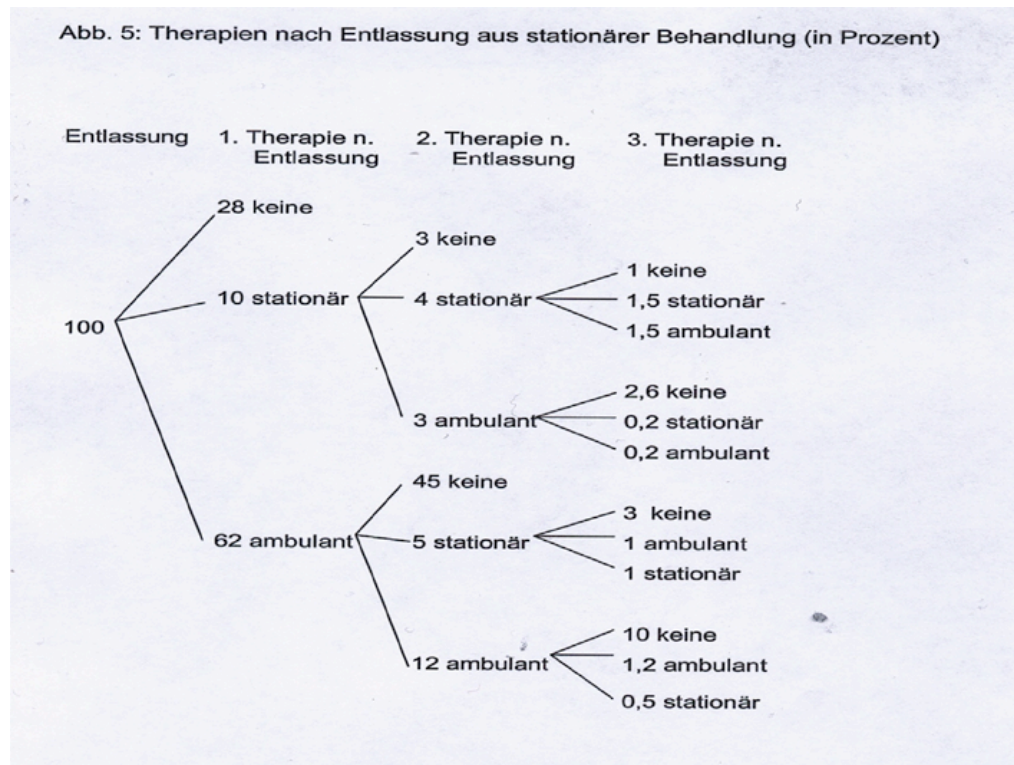 Abb. 5: Therapien nach Entlassung aus stationärer Behandlung (in Prozent)
Entlassung
1. Therapie n.
Entlassung
2. Therapie n.
Entlassung
3. Therapie n.
Entlassung
100
28 keine
10 stationär
62 ambulant
3 keine
4 stationär
3 ambulant
45 keine
5 stationär
12 ambulant
1 keine
1,5 stationär
1,5 ambulant
2,6 keine
0,2 stationär
0,2 ambulant
3 keine
1 ambulant
1 stationär
10 keine
1,2 ambulant
0,5 stationär